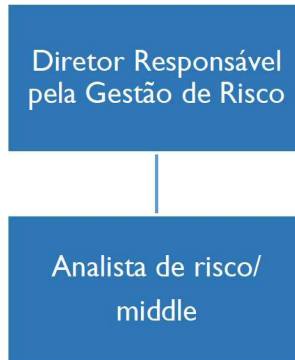 Diretor Responsável
pela Gestão de Risco
Analista de risco/
middle